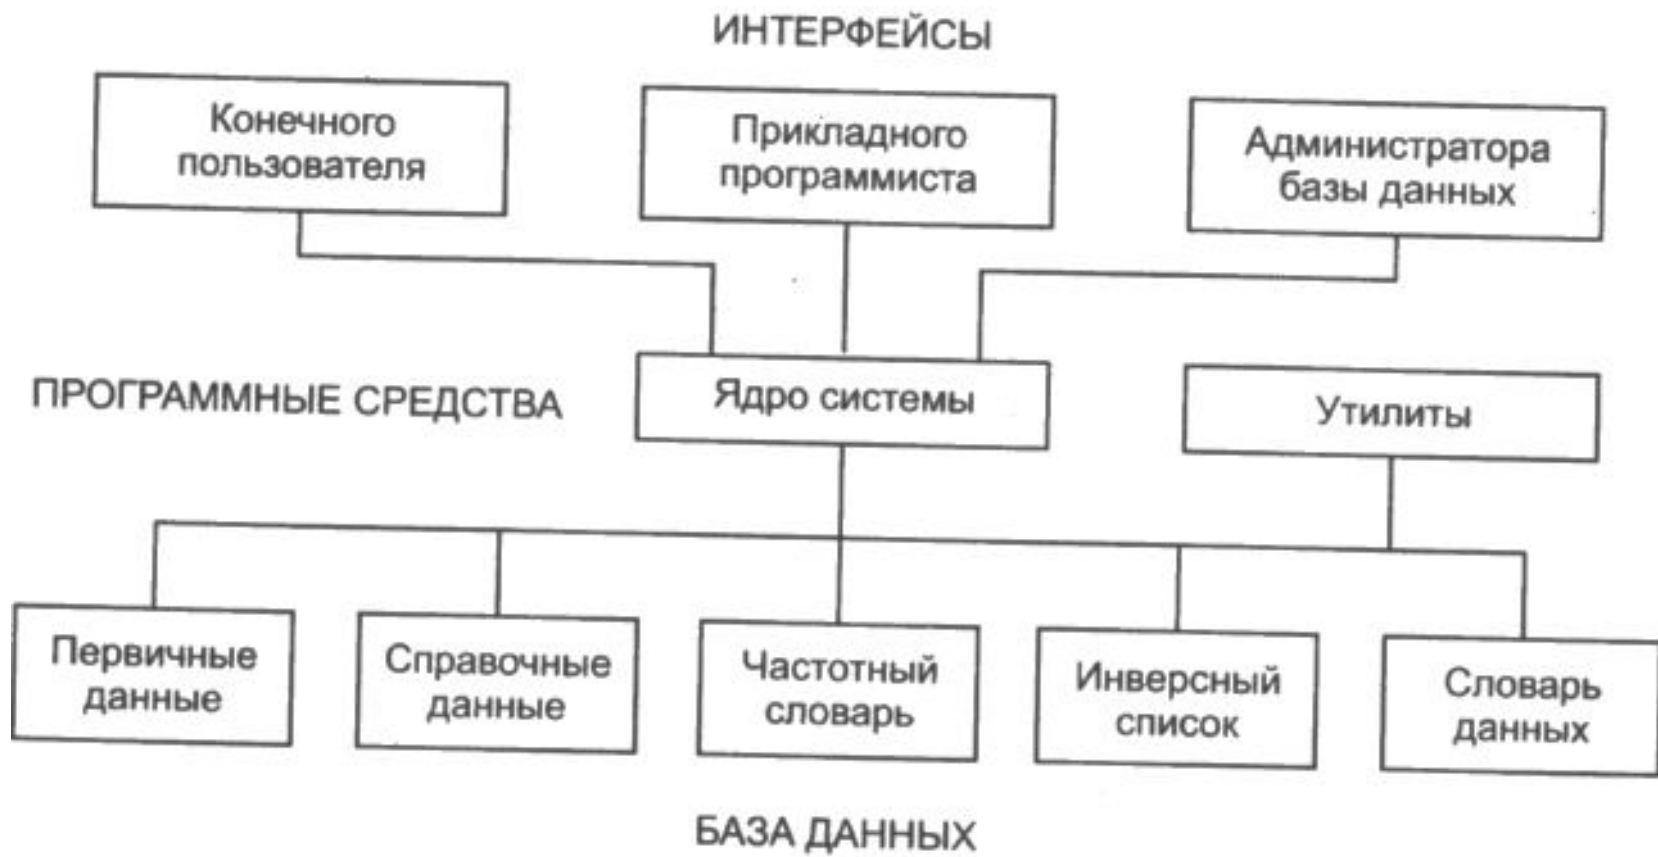 ИНТЕРФЕЙСЫ
Конечного
пользователя
Прикладного
программиста
Администратора
базы данных
ПРОГРАММНЫЕ СРЕДСТВА
Ядро системы
Утилиты
Первичные
данные
Справочные
данные
Частотный
словарь
Инверсный
список
Словарь
данных
БАЗА ДАННЫХ